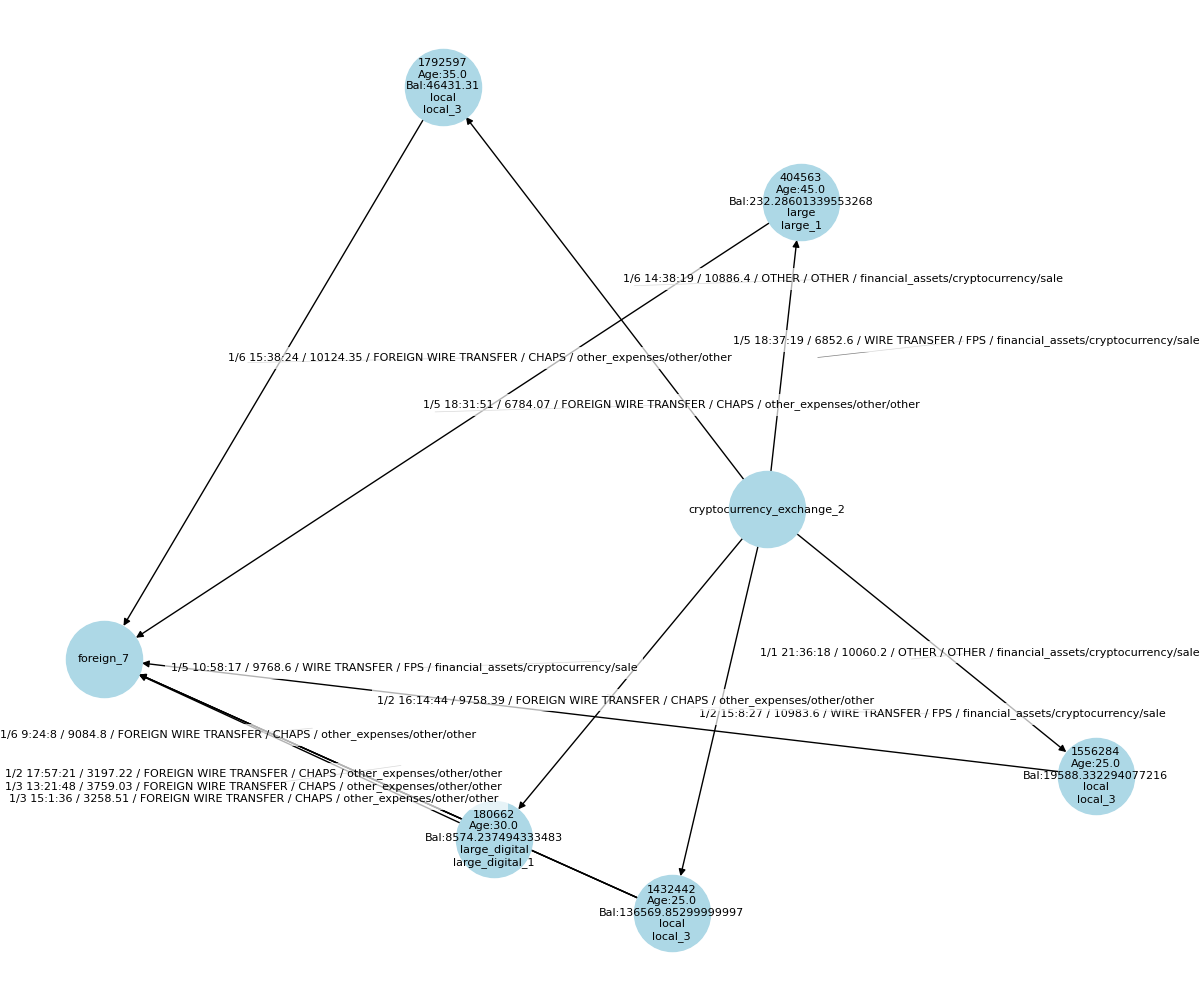 1792597
Age:35.0
Bal:46431.31
local
local_3
404563
Age:45.0
Bal:232.28601339553268
large
large_1
1/6 14:38:19 / 10886.4 / OTHER / OTHER / financial_assets/cryptocurrency/sale
1/5 18:37:19 / 6852.6 / WIRE TRANSFER / FPS / financial_assets/cryptocurrency/sale
1/6 15:38:24 / 10124.35 / FOREIGN WIRE TRANSFER / CHAPS / other_expenses/other/other
1/5 18:31:51 / 6784.07 / FOREIGN WIRE TRANSFER / CHAPS / other_expenses/other/other
cryptocurrency_exchange_2
foreign_7
1/1 21:36:18 / 10060.2 / OTHER / OTHER / financial_assets/cryptocurrency/sale
1/5 10:58:17 / 9768.6 / WIRE TRANSFER / FPS / financial_assets/cryptocurrency/sale
1/2 16:14:44 / 9758.39 / FOREIGN WIRE TRANSFER / CHAPS / other_expenses/other/other
1/2 15:8:27 / 10983.6 / WIRE TRANSFER / FPS / financial_assets/cryptocurrency/sale
1/6 9:24:8 / 9084.8 / FOREIGN WIRE TRANSFER / CHAPS / other_expenses/other/other
1556284
Age:25.0
Bal:19588.332294077216
local
local_3
1/2 17:57:21 / 3197.22 / FOREIGN WIRE TRANSFER / CHAPS / other_expenses/other/other
1/3 13:21:48 / 3759.03 / FOREIGN WIRE TRANSFER / CHAPS / other_expenses/other/other
1/3 15:1:36 / 3258.51 / FOREIGN WIRE TRANSFER / CHAPS / other_expenses/other/other
180662
Age:30.0
Bal:8574.237494333483
large_digital
large_digital_1
1432442
Age:25.0
Bal:136569.85299999997
local
local_3